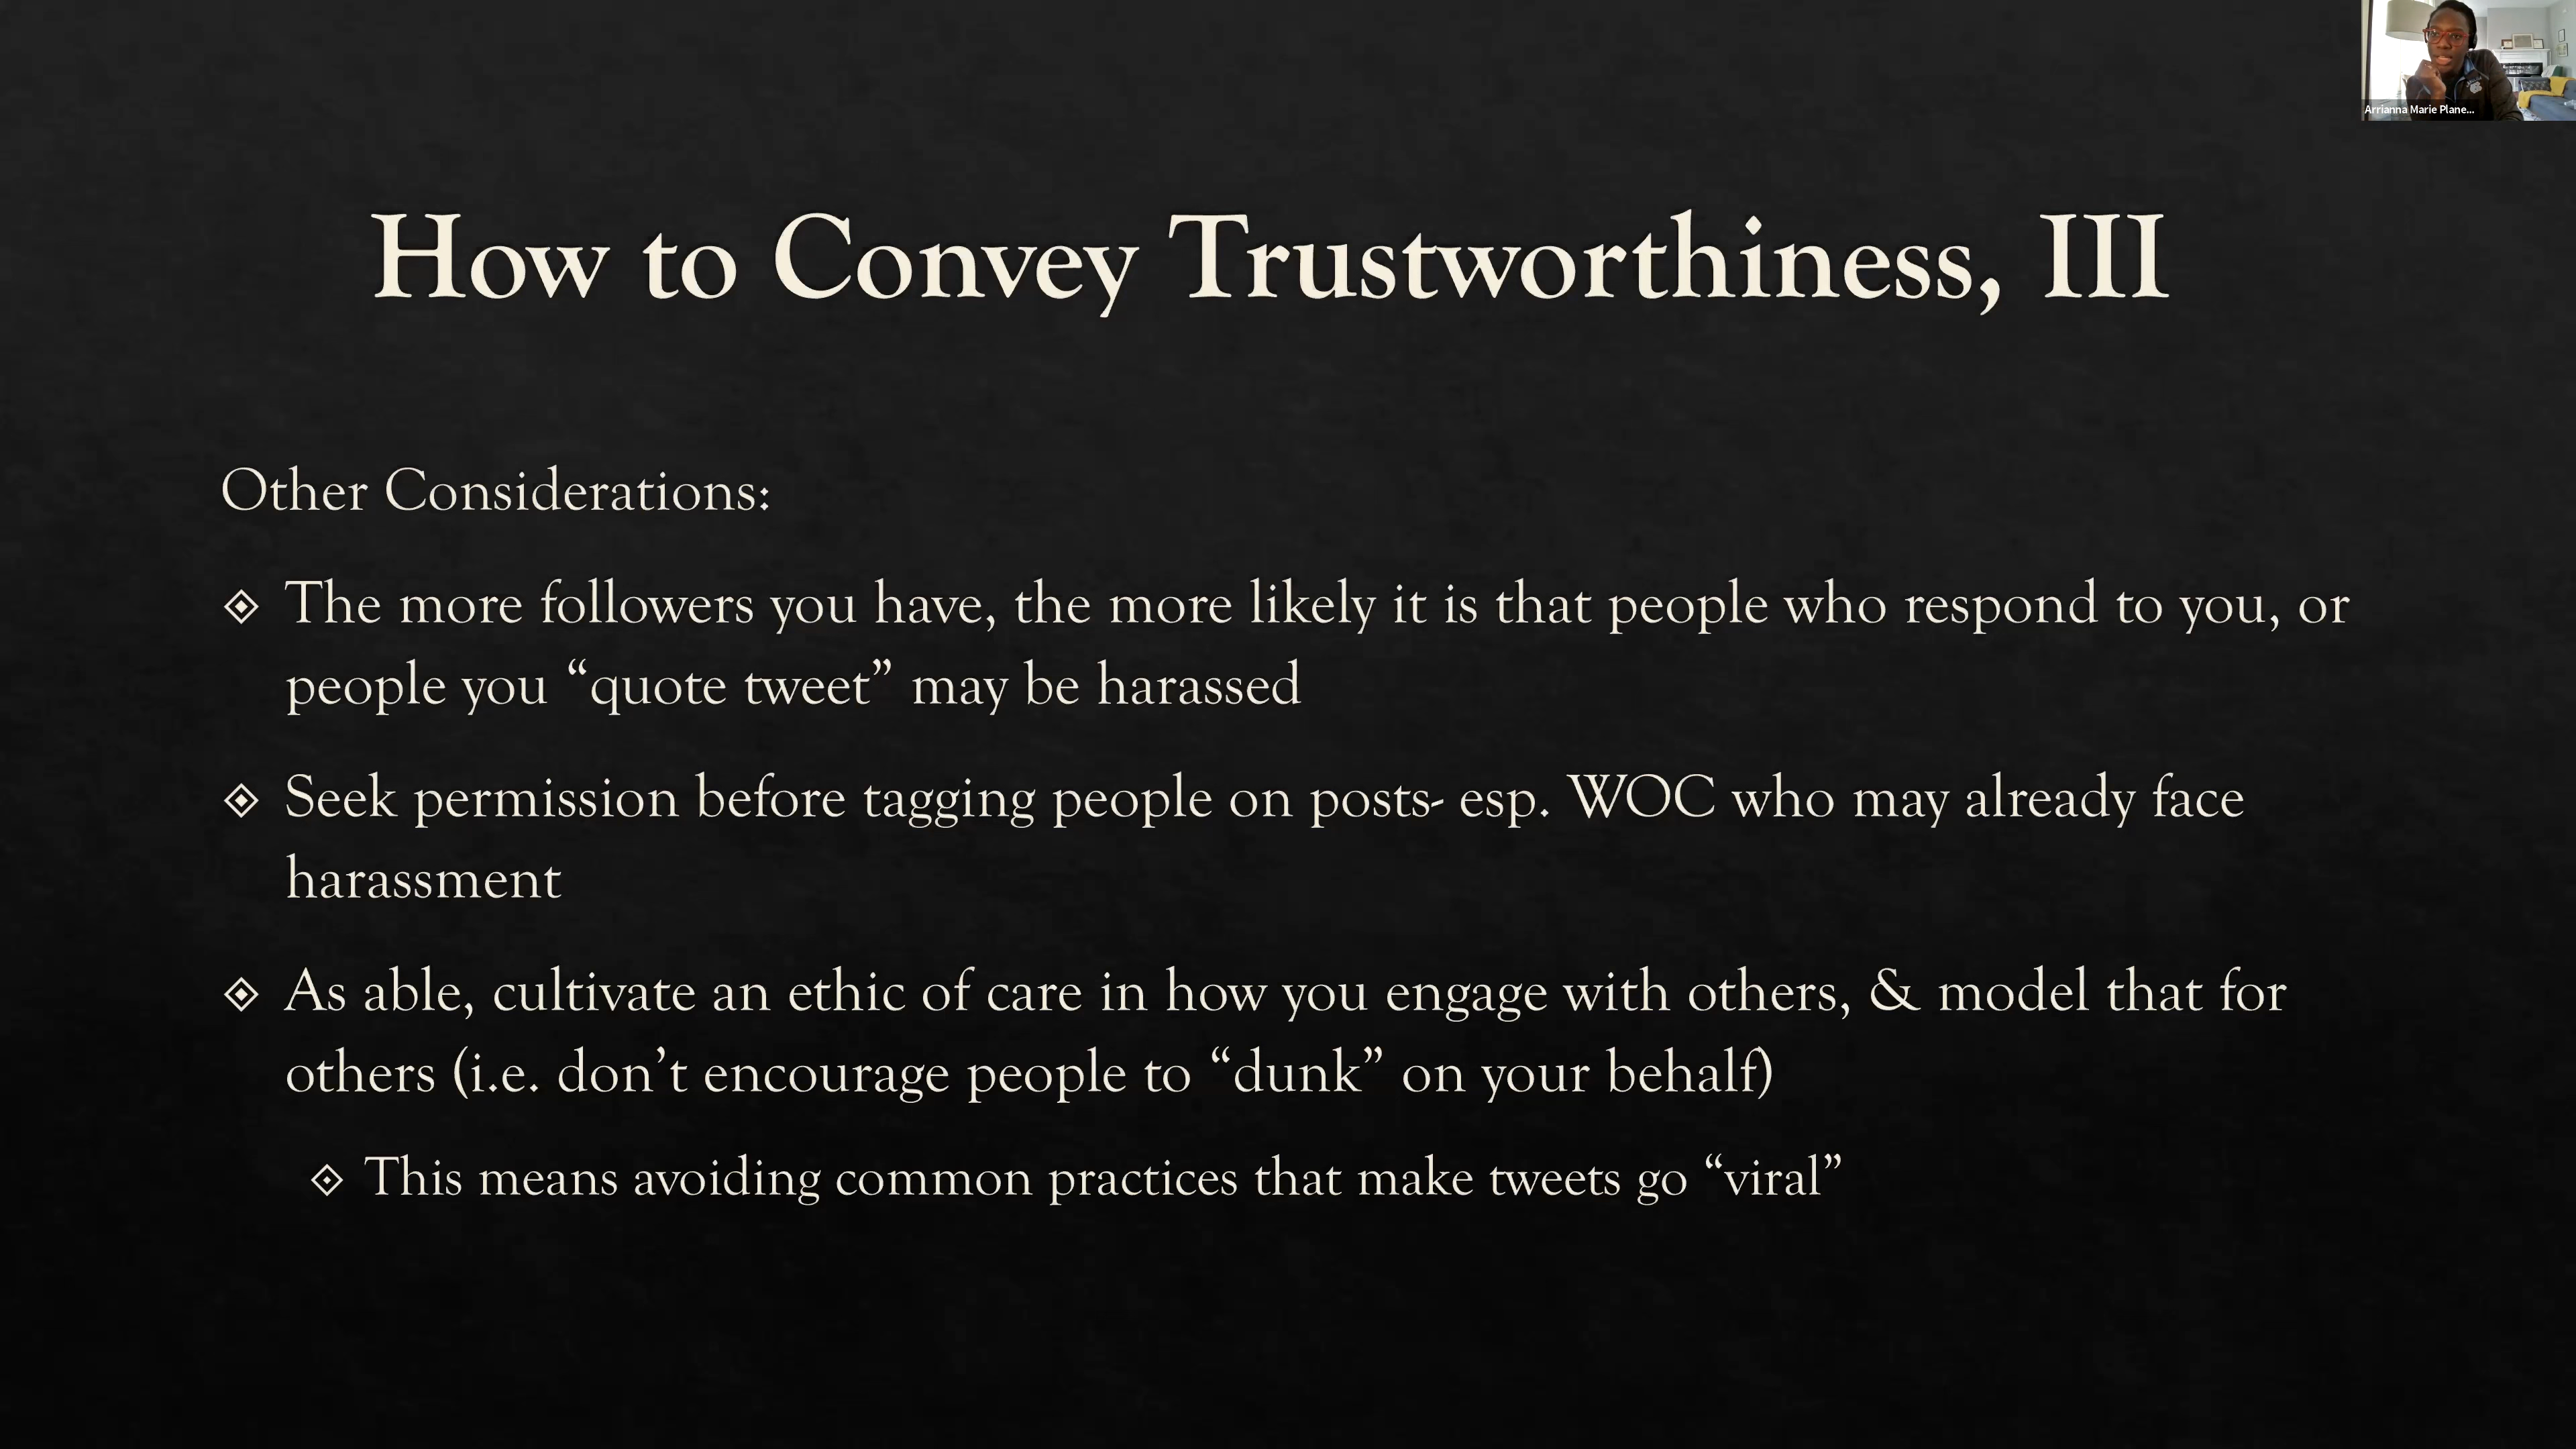 Arrianna Marie Plane...
How to Convey Trustworthiness, III
Other Considerations:
The more followers you have, the more likely it is that people who respond to you, or
people you “quote tweet” may be harassed
Seek permission before tagging people on posts- esp. WOC who may already face
harassment
As able, cultivate an ethic of care in how you engage with others, & model that for
others (i.e. don’t encourage people to “dunk” on your behalf)
This means avoiding common practices that make tweets go “viral”